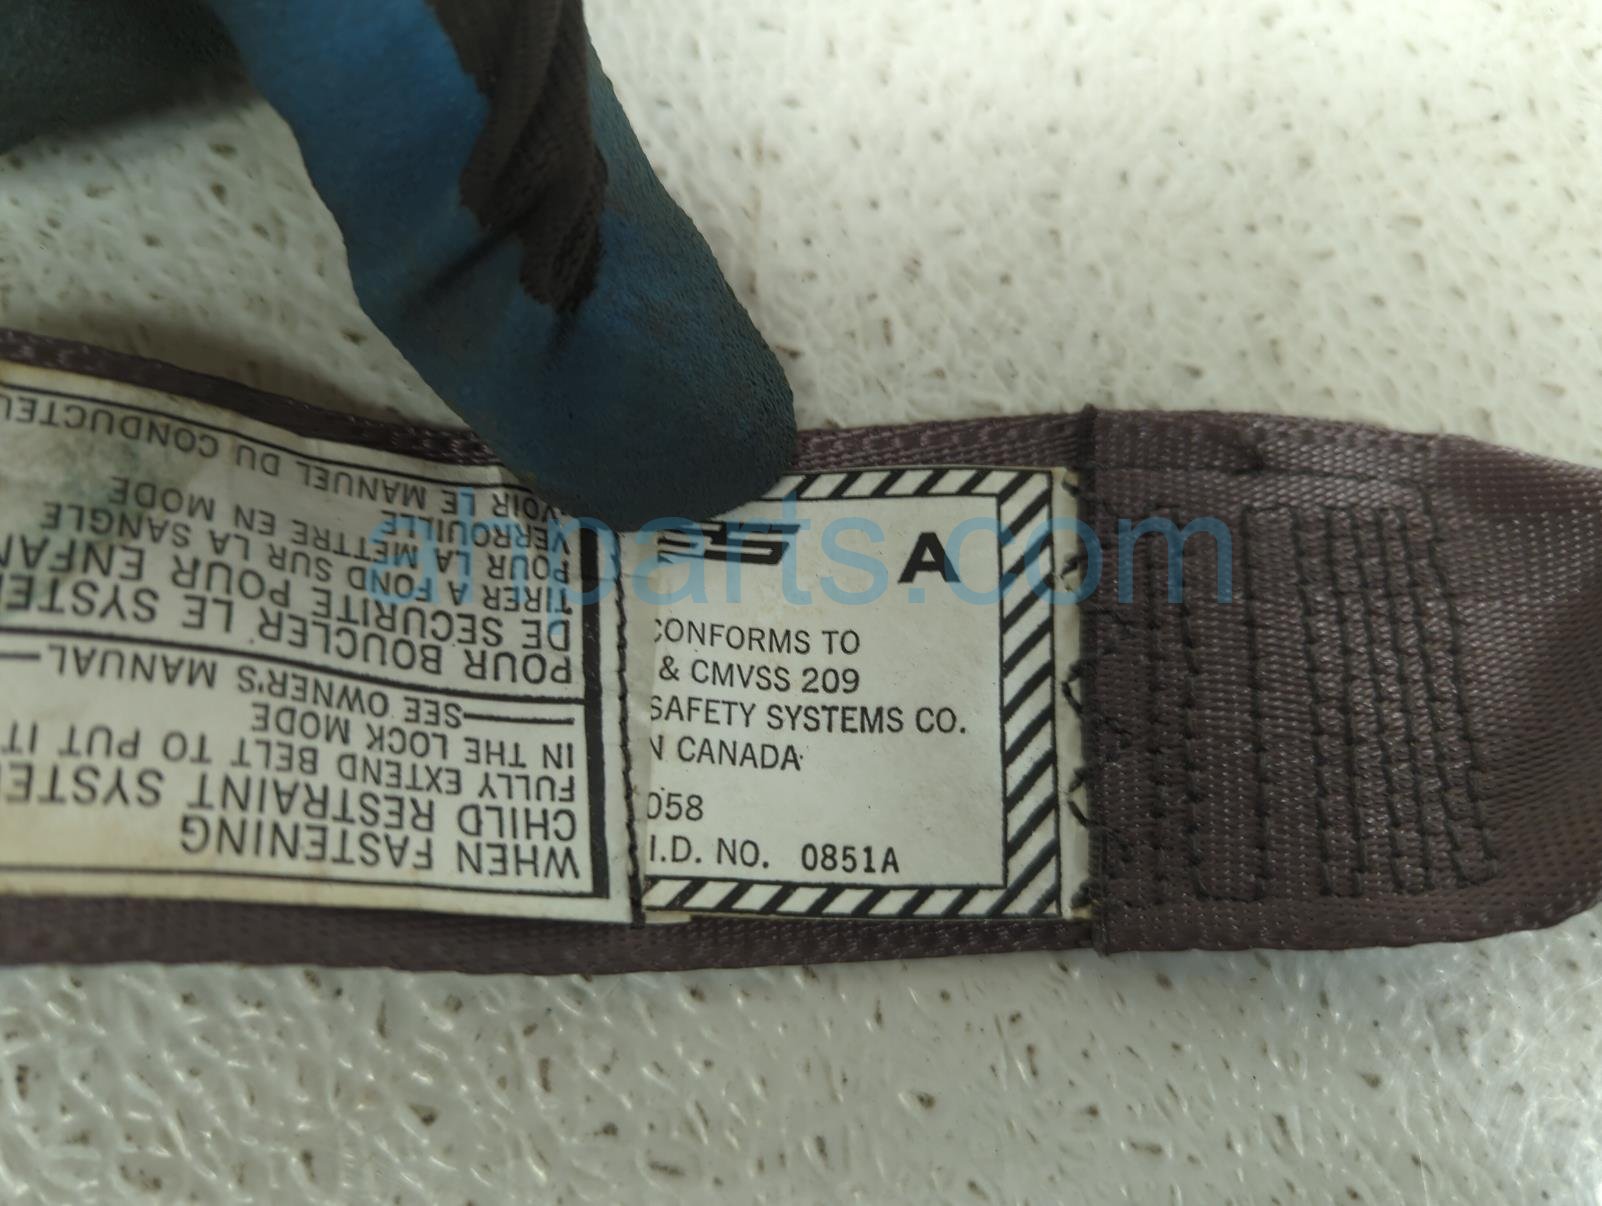 A
CONFORMS TO
& CMVSS 209
SAFETY SYSTEMS CO.
N CANADA
058
I.D. NO. 0851A
WHEN FASTENING
CHILD RESTRAINT SYSTE
FULLY EXTEND BELT TO PUT IT
IN THE LOCK MODE
SEE OWNER'S MANUAL
POUR BOUCLER LE SYSTE
DE SECURITE POUR ENFAN
TIRER A FOND SUR LA SANGLE
POUR LA METTRE EN MODE
VERROUILLE
VOIR LE MANUEL DU CONDUCTEU
ahparts.com